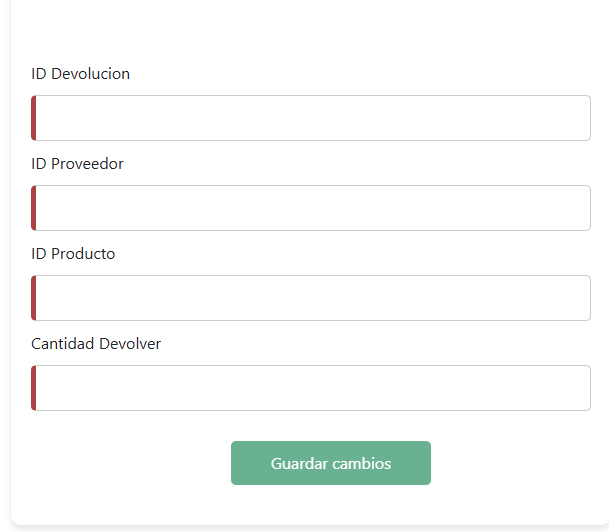 ID Devolucion
ID Proveedor
ID Producto
Cantidad Devolver
Guardar cambios